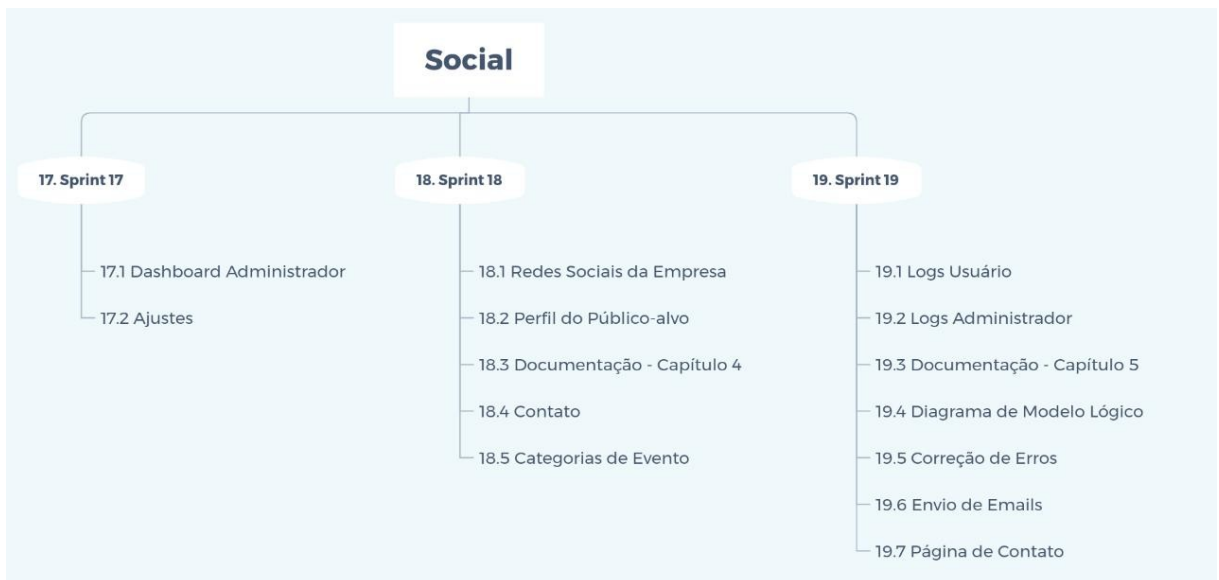 Social
17. Sprint 17
17.1 Dashboard Administrador
17.2 Ajustes
18. Sprint 18
18.1 Redes Sociais da Empresa
18.2 Perfil do Público-alvo
18.3 Documentação - Capítulo 4
18.4 Contato
18.5 Categorias de Evento
19. Sprint 19
19.1 Logs Usuário
19.2 Logs Administrador
19.3 Documentação - Capítulo 5
19.4 Diagrama de Modelo Lógico
19.5 Correção de Erros
19.6 Envio de Emails
19.7 Página de Contato